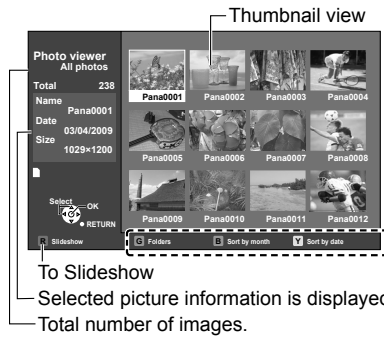 Thumbnail view
Photo viewer
All photos
Total 238
Name
Pana0001
Date
03/04/2009
Size
1029×1200
Select
OK
RETURN
R Slideshow
Pana0001 Pana0002 Pana0003 Pana0004
Pana0005 Pana0006 Pana0007 Pana0008
Pana0009 Pana0010 Pana0011 Pana0012
G Folders B Sort by month Y Sort by date
To Slideshow
Selected picture information is displayed
Total number of images.